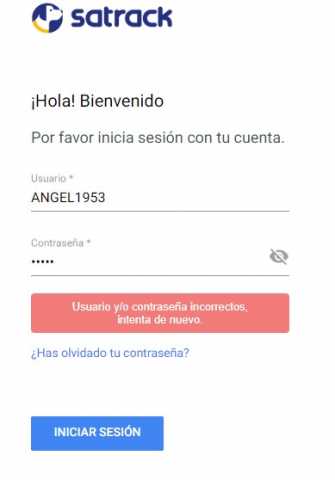 satrack
¡Hola! Bienvenido
Por favor inicia sesión con tu cuenta.
Usuario *
ANGEL1953
Contraseña *
•••••
Usuario y/o contraseña incorrectos,
intenta de nuevo.
¿Has olvidado tu contraseña?
INICIAR SESIÓN